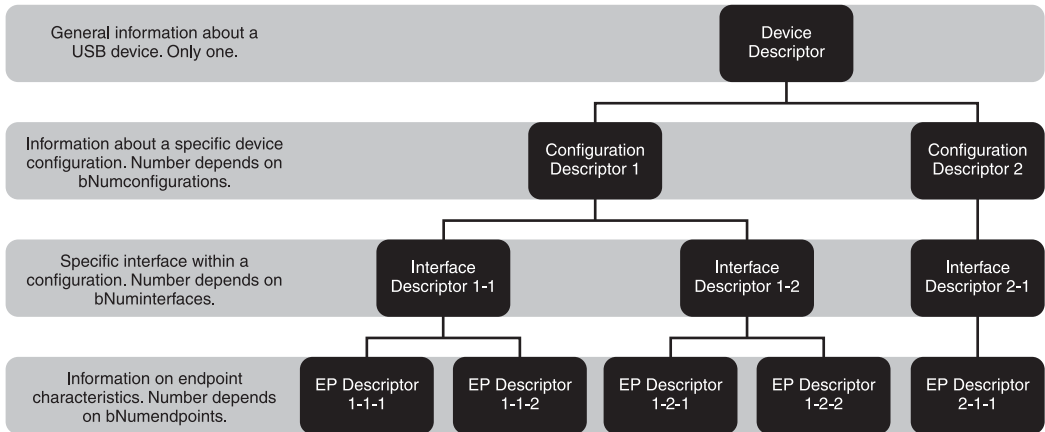 General information about a
USB device. Only one.
Device
Descriptor
Information about a specific device
configuration. Number depends on
bNumconfigurations.
Configuration
Descriptor 1
Configuration
Descriptor 2
Specific interface within a
configuration. Number depends on
bNuminterfaces.
Interface
Descriptor 1-1
Interface
Descriptor 1-2
Interface
Descriptor 2-1
Information on endpoint
characteristics. Number depends
on bNumendpoints.
EP Descriptor
1-1-1
EP Descriptor
1-1-2
EP Descriptor
1-2-1
EP Descriptor
1-2-2
EP Descriptor
2-1-1